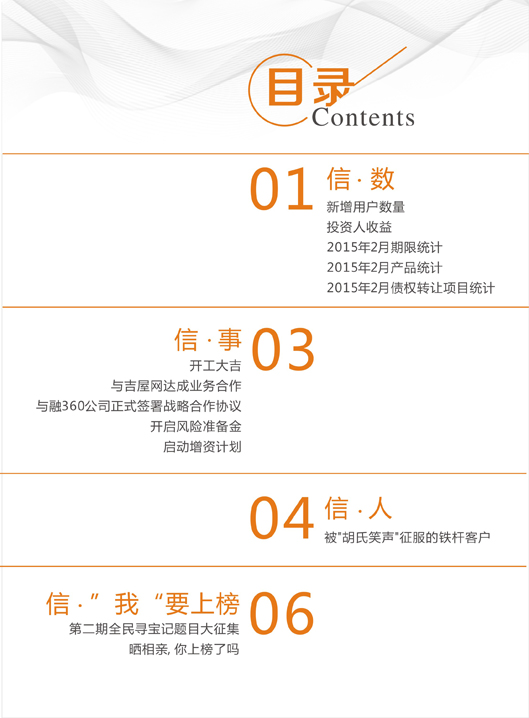 目录
Contents
01
信·数
新增用户数量
投资人收益
2015年2月期限统计
2015年2月产品统计
2015年2月债权转让项目统计
信·事
03
开工大吉
与吉屋网达成业务合作
与融360公司正式签署战略合作协议
开启风险准备金
启动增资计划
04
信·人
被"胡氏笑声"征服的铁杆客户
信·”我“要上榜
06
第二期全民寻宝记题目大征集
晒相亲,你上榜了吗